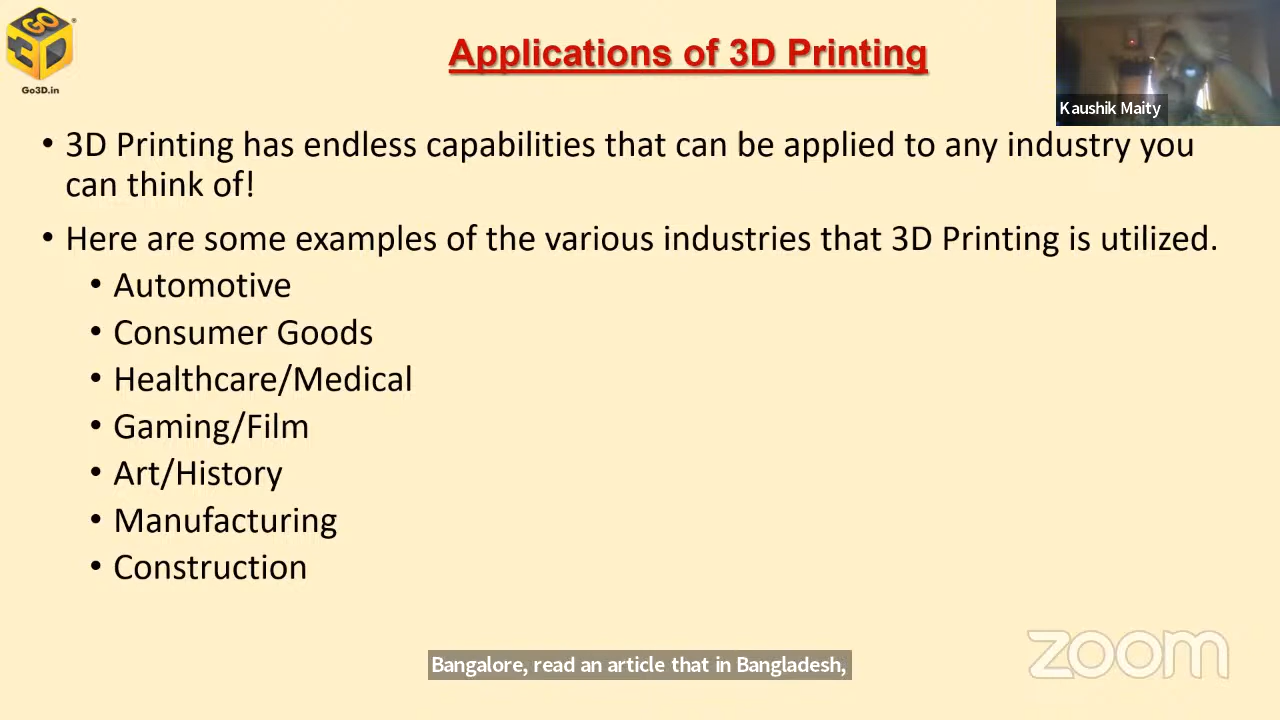 GO
3D
Go3D.in
Applications of 3D Printing
Kaushik Maity
• 3D Printing has endless capabilities that can be applied to any industry you
can think of!
• Here are some examples of the various industries that 3D Printing is utilized.
• Automotive
• Consumer Goods
• Healthcare/Medical
• Gaming/Film
• Art/History
• Manufacturing
• Construction
Bangalore, read an article that in Bangladesh,
zoom